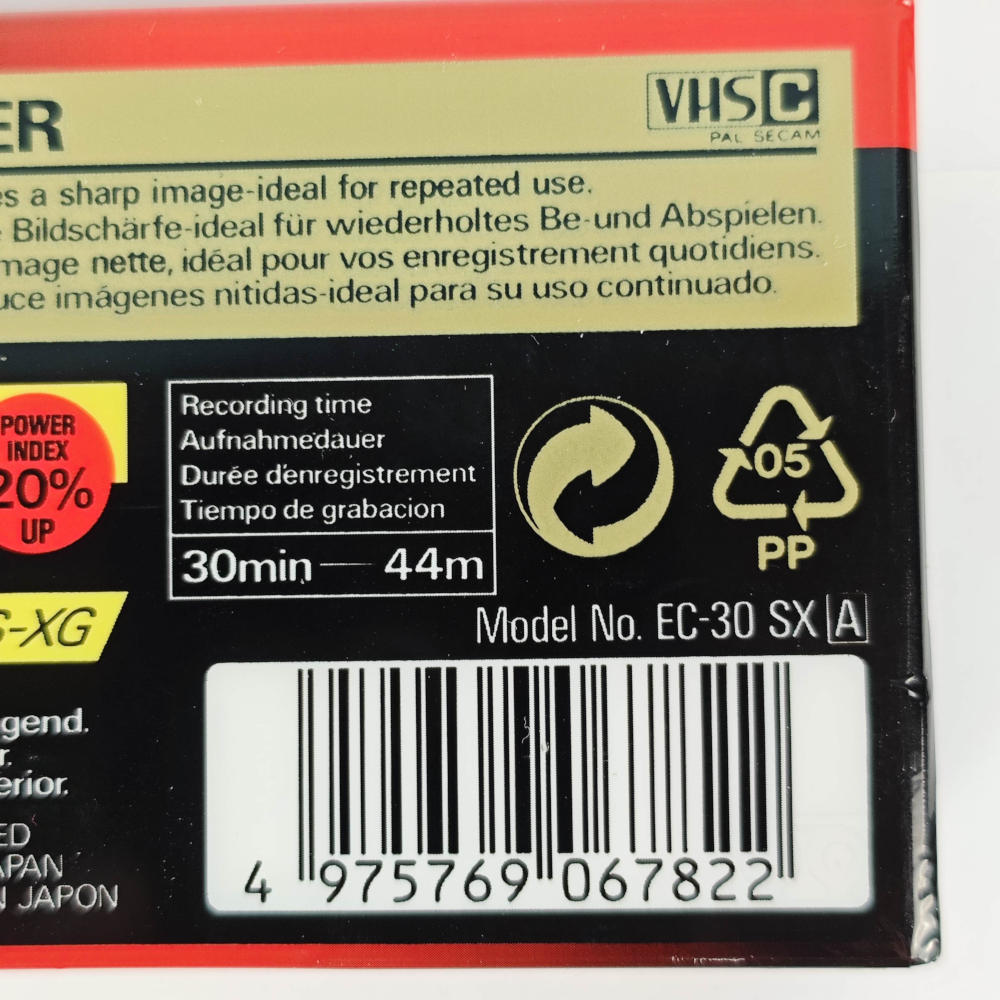 ER
VHS C
PAL SECAM
es a sharp image-ideal for repeated use.
Bildschärfe-ideal für wiederholtes Be-und Abspielen.
mage nette, idéal pour vos enregistrement quotidiens.
uce imágenes nitidas-ideal para su uso continuado.
POWER
INDEX
20%
UP
Recording time
Aufnahmedauer
Durée d'enregistrement
Tiempo de grabacion
30min — 44m
05
PP
S-XG
Model No. EC-30 SX A
gend.
r.
erior.
ED
APAN
N JAPON
4 975769 067822